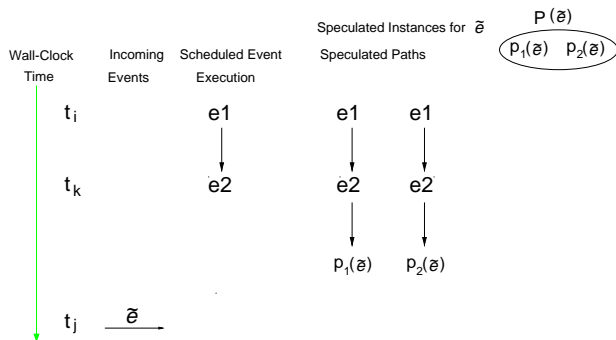 Speculated Instances for ẽ
P(ẽ)
p₁(ẽ) p₂(ẽ)
Wall-Clock Time
Incoming Events
Scheduled Event Execution
Speculated Paths
tᵢ e1 e1 e1
tₖ e2 e2 e2
p₁(ẽ) p₂(ẽ)
tⱼ ẽ